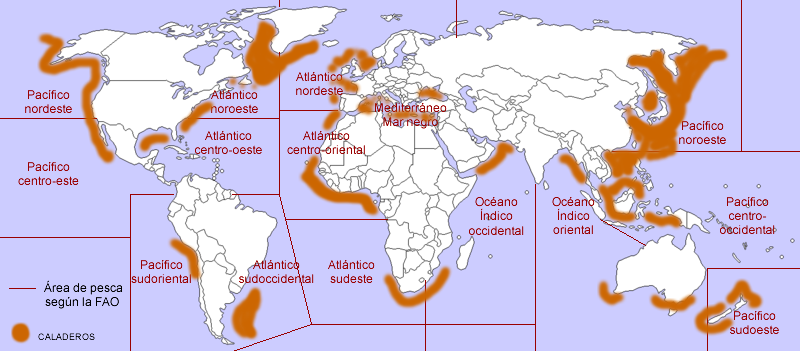 Pacífico
nordeste
Atlántico
noroeste
Atlántico
nordeste
Mediterráneo
Mar negro
Pacífico
noroeste
Pacífico
centro-este
Atlántico
centro-oeste
Atlántico
centro-oriental
Océano
Índico
occidental
Océano
Índico
oriental
Pacífico
centro-
occidental
Pacífico
sudoriental
Atlántico
sudoccidental
Atlántico
sudeste
Pacífico
sudoeste
Área de pesca
según la FAO
CALADEROS